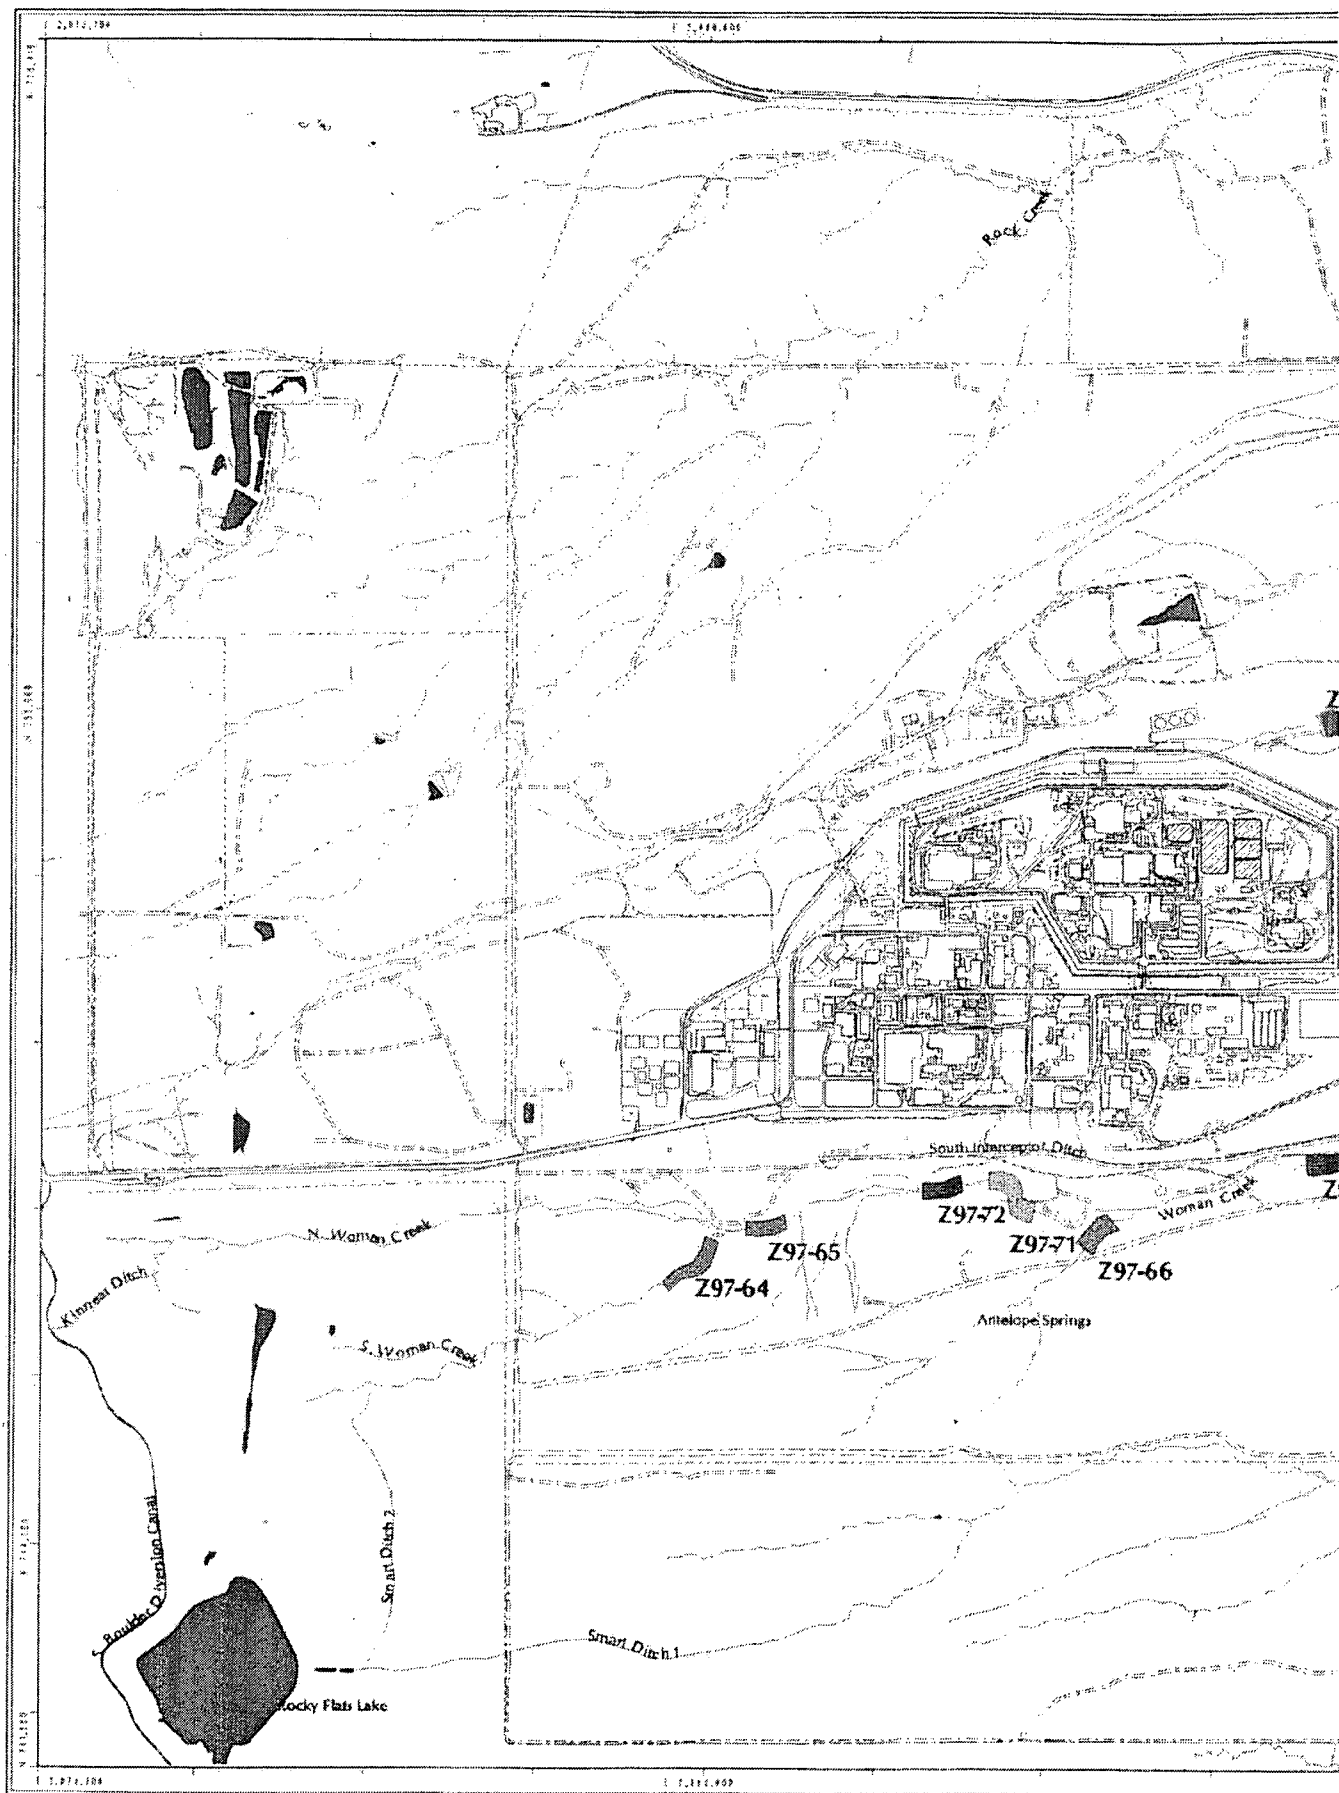 Rock Creek
Z
South Interceptor Ditch
Z97-72
Woman Creek
Z
N. Woman Creek
Z97-65
Z97-71
Z97-64
Z97-66
Kinnear Ditch
Antelope Springs
S. Woman Creek
Boulder Diversion Canal
Smart Ditch 2
Smart Ditch 1
Rocky Flats Lake